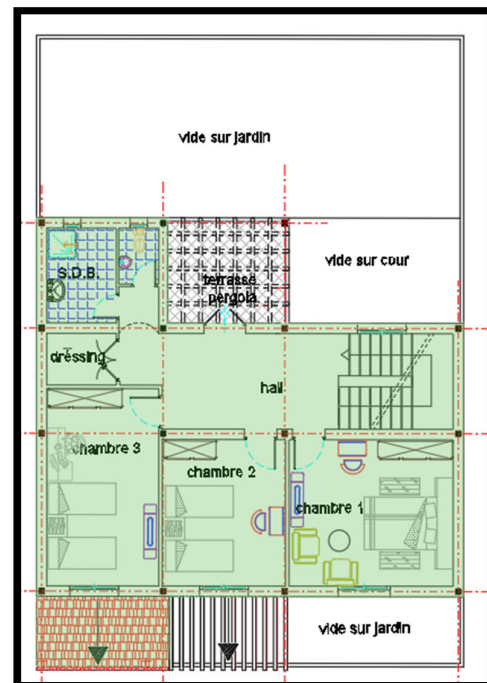 vide sur jardin
vide sur cour
S.D.B.
terrasse
pergola
dressing
hall
chambre 3
chambre 2
chambre 1
vide sur jardin